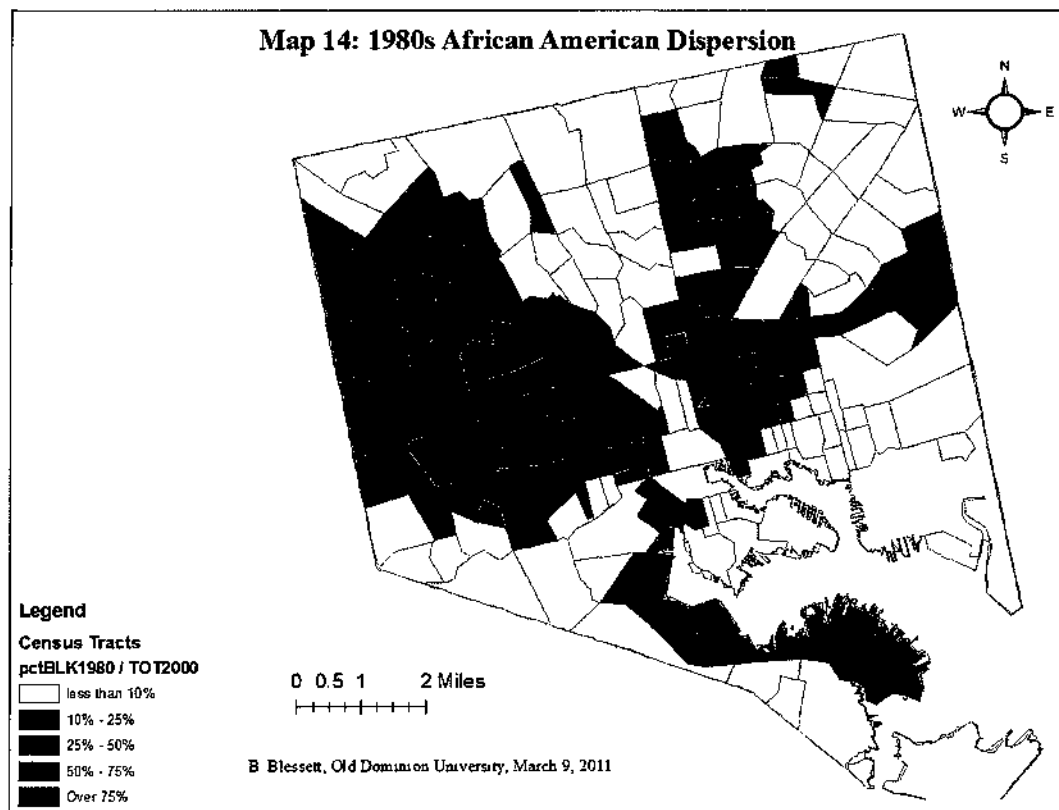 Map 14: 1980s African American Dispersion
N
W E
S
Legend
Census Tracts
pctBLK1980 / TOT2000
less than 10%
10% - 25%
25% - 50%
50% - 75%
Over 75%
0 0.5 1 2 Miles
B Blessett, Old Dominion University, March 9, 2011